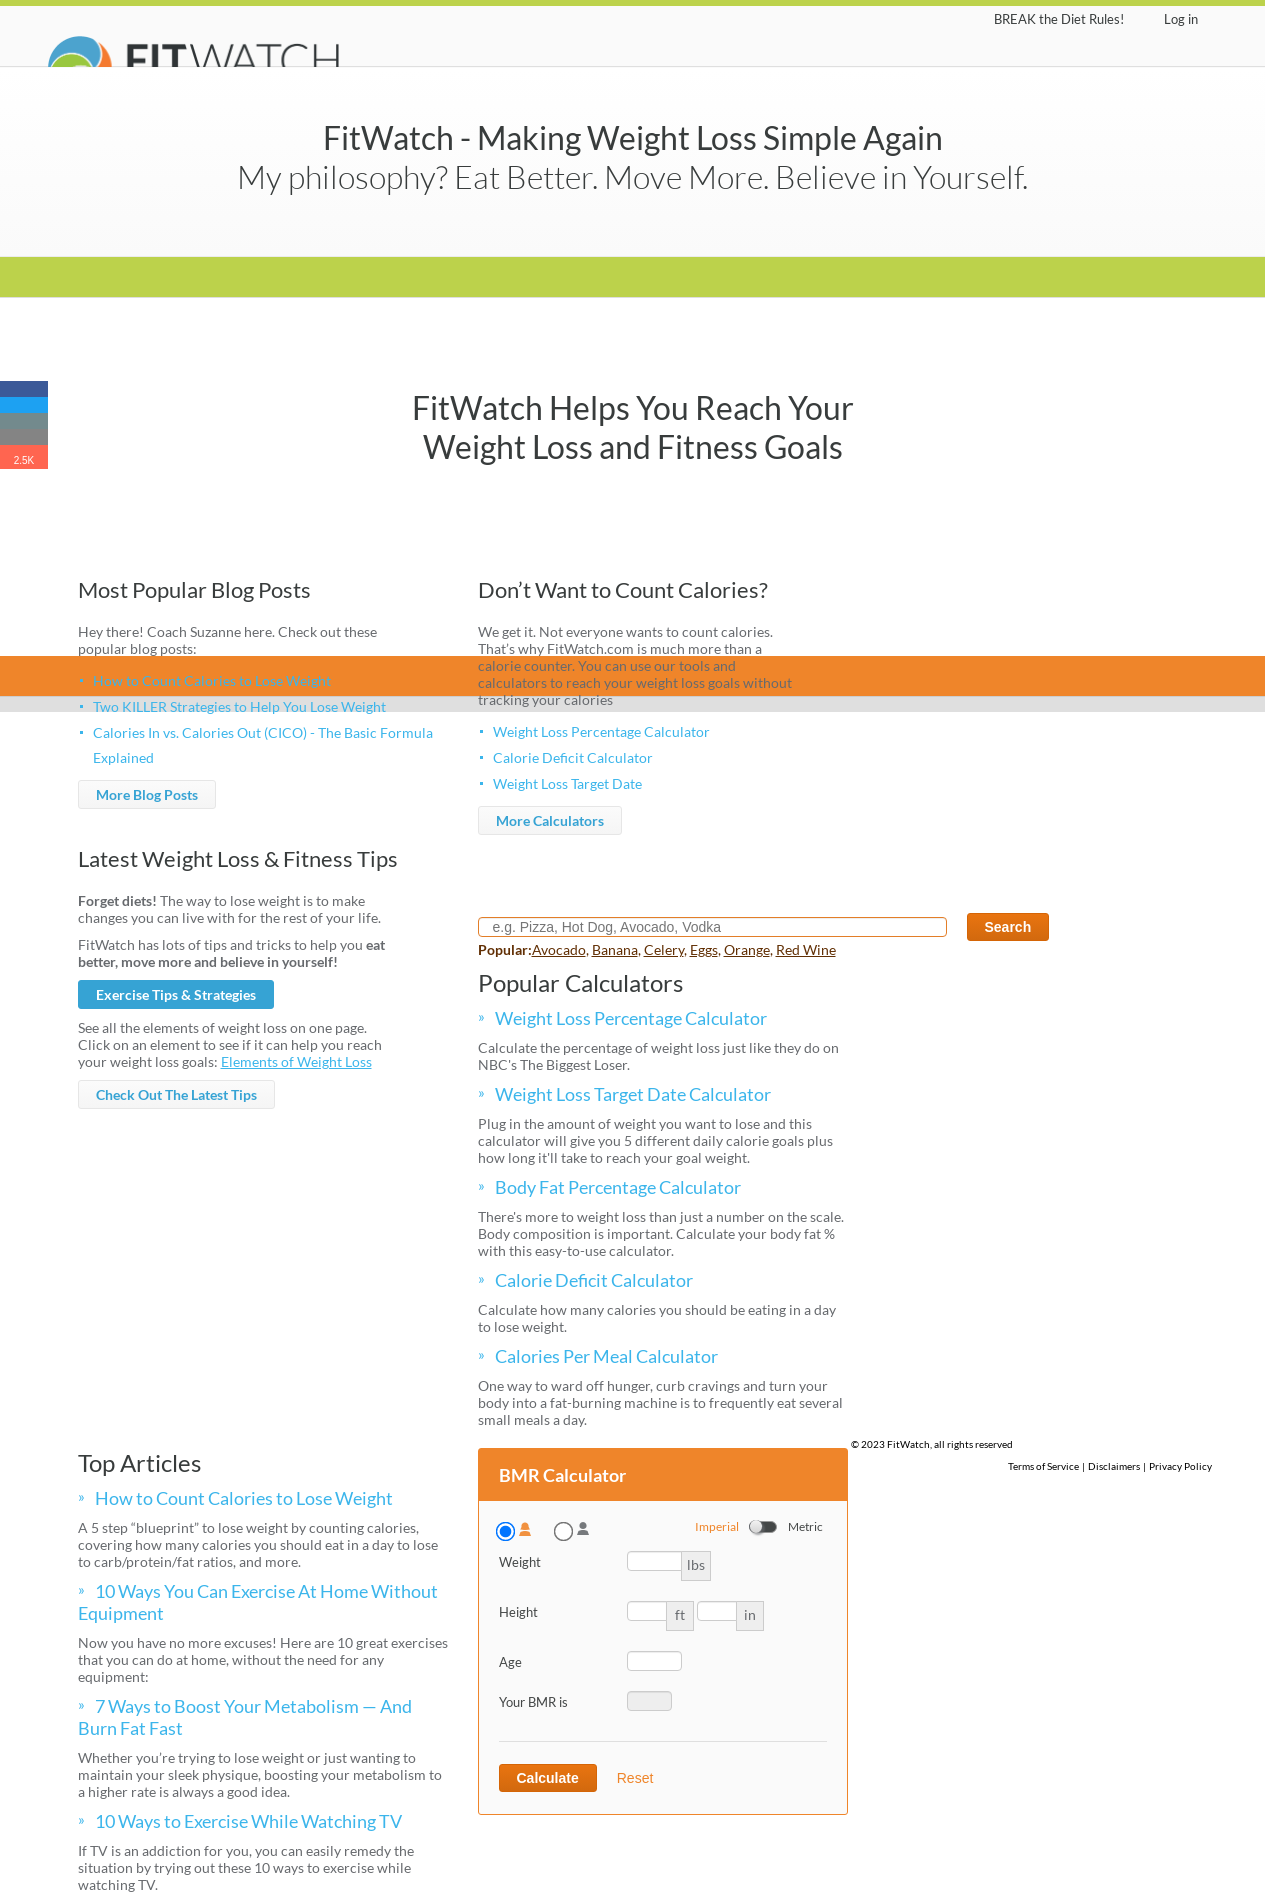 BREAK the Diet Rules!
Log in
FITWATCH
FitWatch - Making Weight Loss Simple Again
My philosophy? Eat Better. Move More. Believe in Yourself.
2.5K
FitWatch Helps You Reach Your
Weight Loss and Fitness Goals
Most Popular Blog Posts
Hey there! Coach Suzanne here. Check out these
popular blog posts:
How to Count Calories to Lose Weight
Two KILLER Strategies to Help You Lose Weight
Calories In vs. Calories Out (CICO) - The Basic Formula
Explained
More Blog Posts
Don’t Want to Count Calories?
We get it. Not everyone wants to count calories.
That’s why FitWatch.com is much more than a
calorie counter. You can use our tools and
calculators to reach your weight loss goals without
tracking your calories
Weight Loss Percentage Calculator
Calorie Deficit Calculator
Weight Loss Target Date
More Calculators
Latest Weight Loss & Fitness Tips
Forget diets! The way to lose weight is to make
changes you can live with for the rest of your life.
FitWatch has lots of tips and tricks to help you eat
better, move more and believe in yourself!
Exercise Tips & Strategies
See all the elements of weight loss on one page.
Click on an element to see if it can help you reach
your weight loss goals: Elements of Weight Loss
Check Out The Latest Tips
e.g. Pizza, Hot Dog, Avocado, Vodka
Search
Popular:Avocado, Banana, Celery, Eggs, Orange, Red Wine
Popular Calculators
» Weight Loss Percentage Calculator
Calculate the percentage of weight loss just like they do on
NBC's The Biggest Loser.
» Weight Loss Target Date Calculator
Plug in the amount of weight you want to lose and this
calculator will give you 5 different daily calorie goals plus
how long it'll take to reach your goal weight.
» Body Fat Percentage Calculator
There's more to weight loss than just a number on the scale.
Body composition is important. Calculate your body fat %
with this easy-to-use calculator.
» Calorie Deficit Calculator
Calculate how many calories you should be eating in a day
to lose weight.
» Calories Per Meal Calculator
One way to ward off hunger, curb cravings and turn your
body into a fat-burning machine is to frequently eat several
small meals a day.
© 2023 FitWatch, all rights reserved
Terms of Service | Disclaimers | Privacy Policy
Top Articles
» How to Count Calories to Lose Weight
A 5 step “blueprint” to lose weight by counting calories,
covering how many calories you should eat in a day to lose
to carb/protein/fat ratios, and more.
» 10 Ways You Can Exercise At Home Without
Equipment
Now you have no more excuses! Here are 10 great exercises
that you can do at home, without the need for any
equipment:
» 7 Ways to Boost Your Metabolism — And
Burn Fat Fast
Whether you’re trying to lose weight or just wanting to
maintain your sleek physique, boosting your metabolism to
a higher rate is always a good idea.
» 10 Ways to Exercise While Watching TV
If TV is an addiction for you, you can easily remedy the
situation by trying out these 10 ways to exercise while
watching TV.
BMR Calculator
Imperial
Metric
Weight
lbs
Height
ft
in
Age
Your BMR is
Calculate
Reset